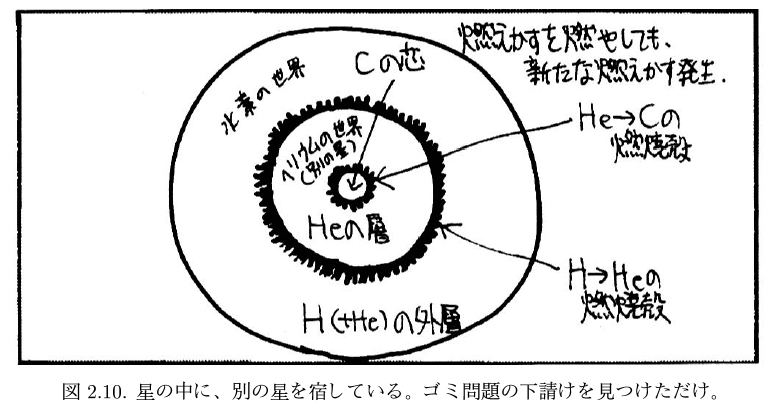 燃えかすを燃やしても、
新たな燃えかす発生.
Cの芯
水素の世界
ヘリウムの世界
(別の星)
He→Cの
燃焼殻
Heの層
H→Heの
燃焼殻
H(+He)の外層
図 2.10. 星の中に、別の星を宿している。ゴミ問題の下請けを見つけただけ。